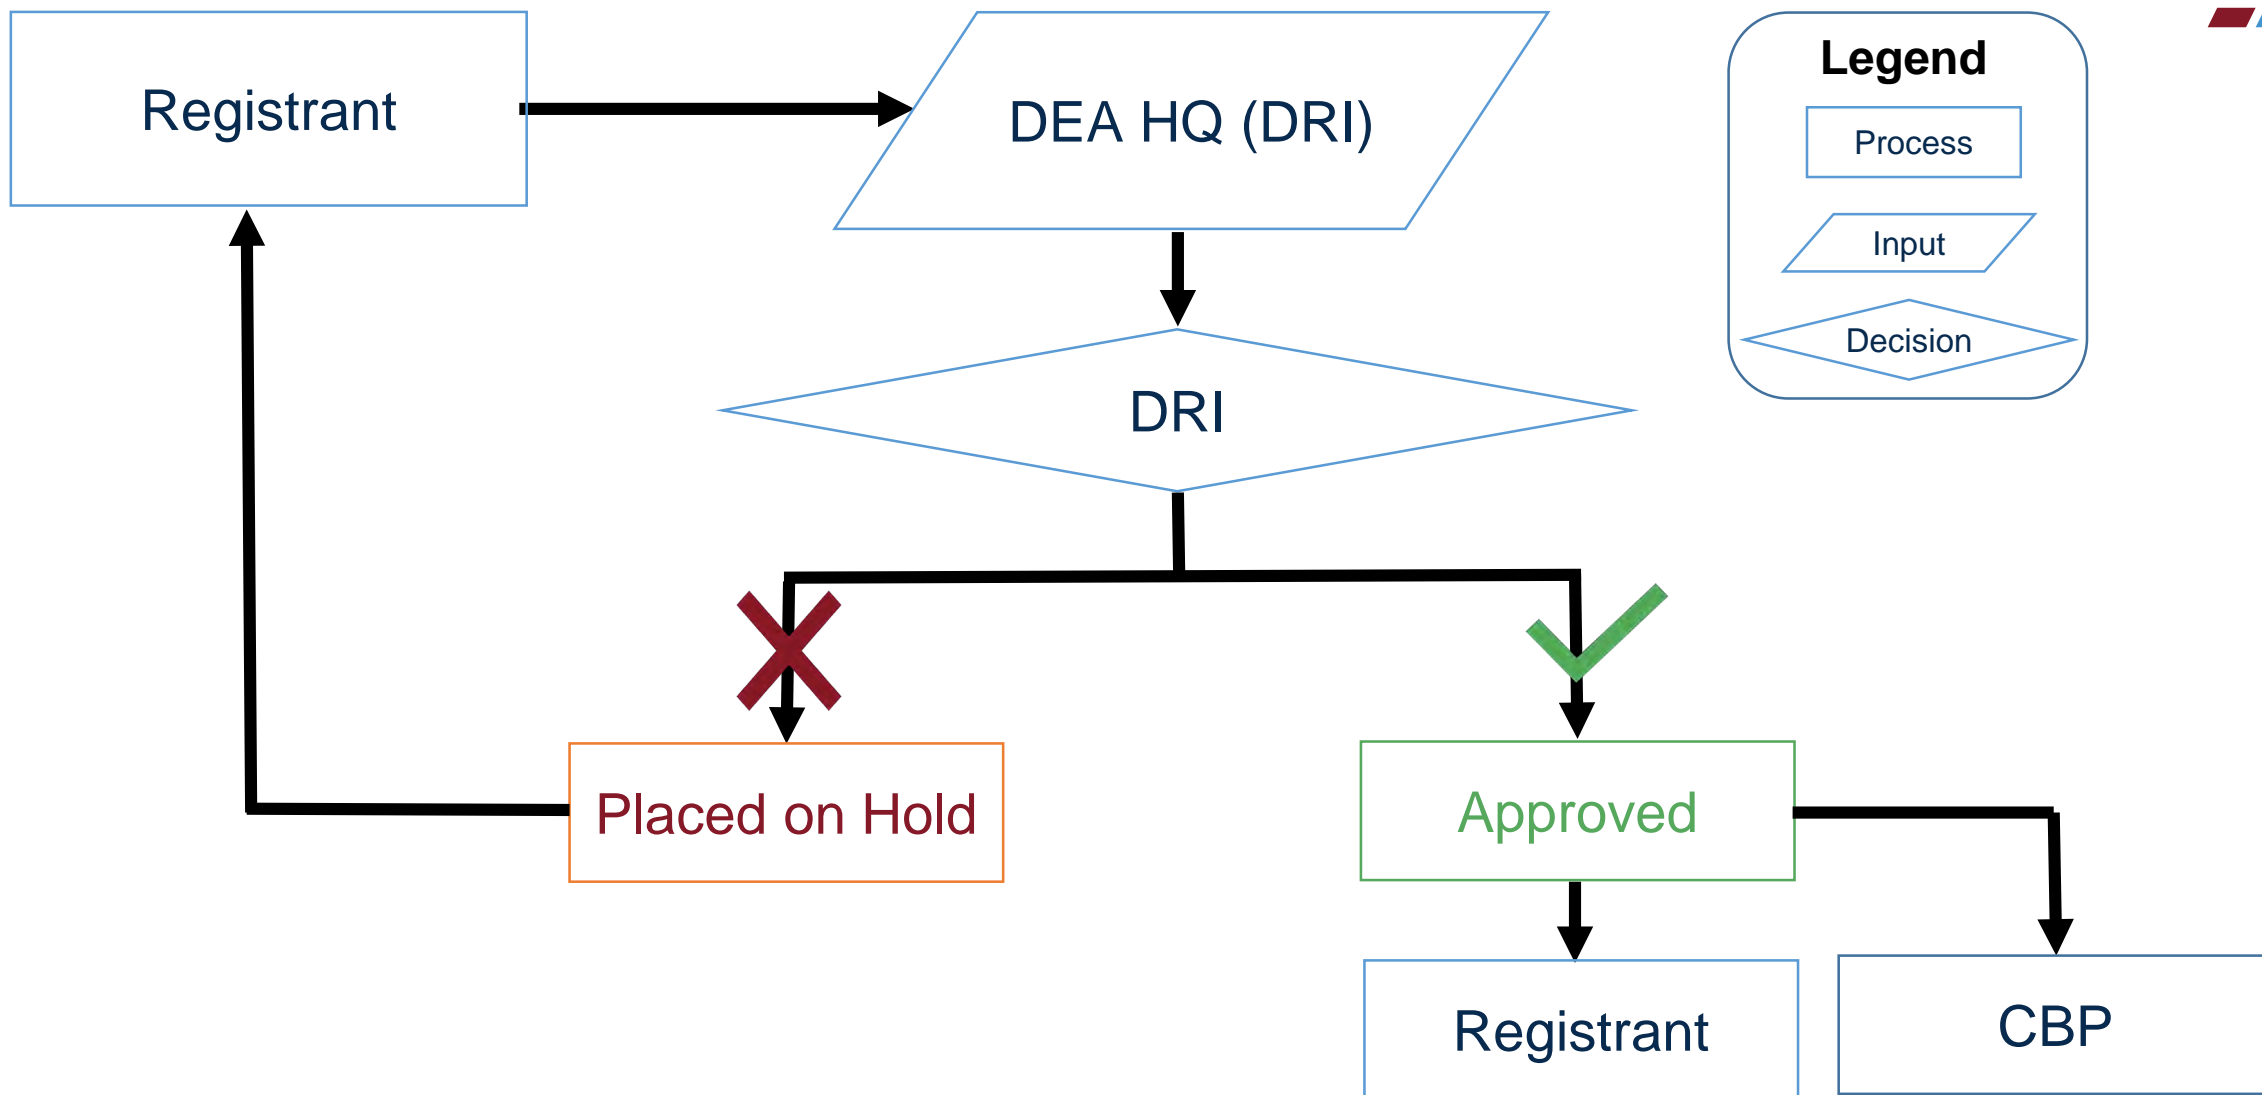 Registrant
DEA HQ (DRI)
Legend
Process
Input
Decision
DRI
Placed on Hold
Approved
Registrant
CBP